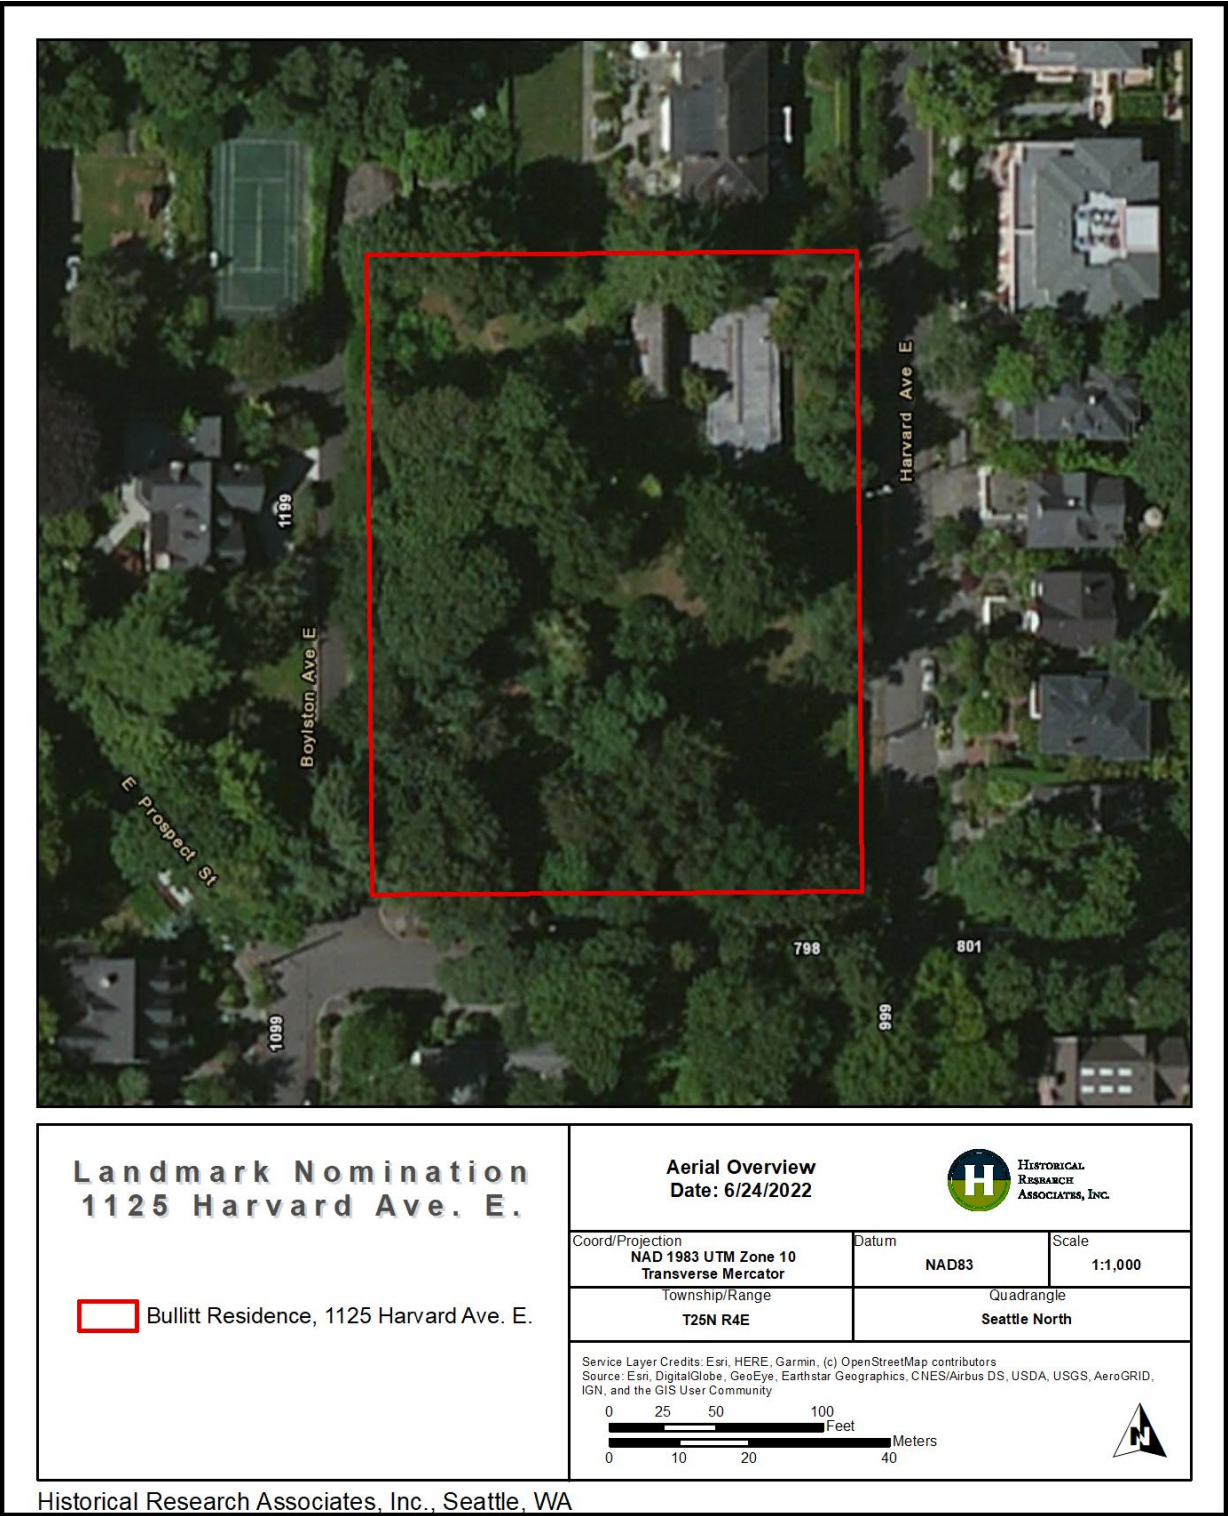 Harvard Ave E
1199
Boylston Ave E
E Prospect St
798
801
999
1099
Landmark Nomination
1125 Harvard Ave. E.
Bullitt Residence, 1125 Harvard Ave. E.
Aerial Overview
Date: 6/24/2022
H
HISTORICAL
RESEARCH
ASSOCIATES, INC.
Coord/Projection
NAD 1983 UTM Zone 10
Transverse Mercator
Datum
NAD83
Scale
1:1,000
Township/Range
T25N R4E
Quadrangle
Seattle North
Service Layer Credits: Esri, HERE, Garmin, (c) OpenStreetMap contributors
Source: Esri, DigitalGlobe, GeoEye, Earthstar Geographics, CNES/Airbus DS, USDA, USGS, AeroGRID,
IGN, and the GIS User Community
0 25 50 100
Feet
Meters
0 10 20 40
N
Historical Research Associates, Inc., Seattle, WA